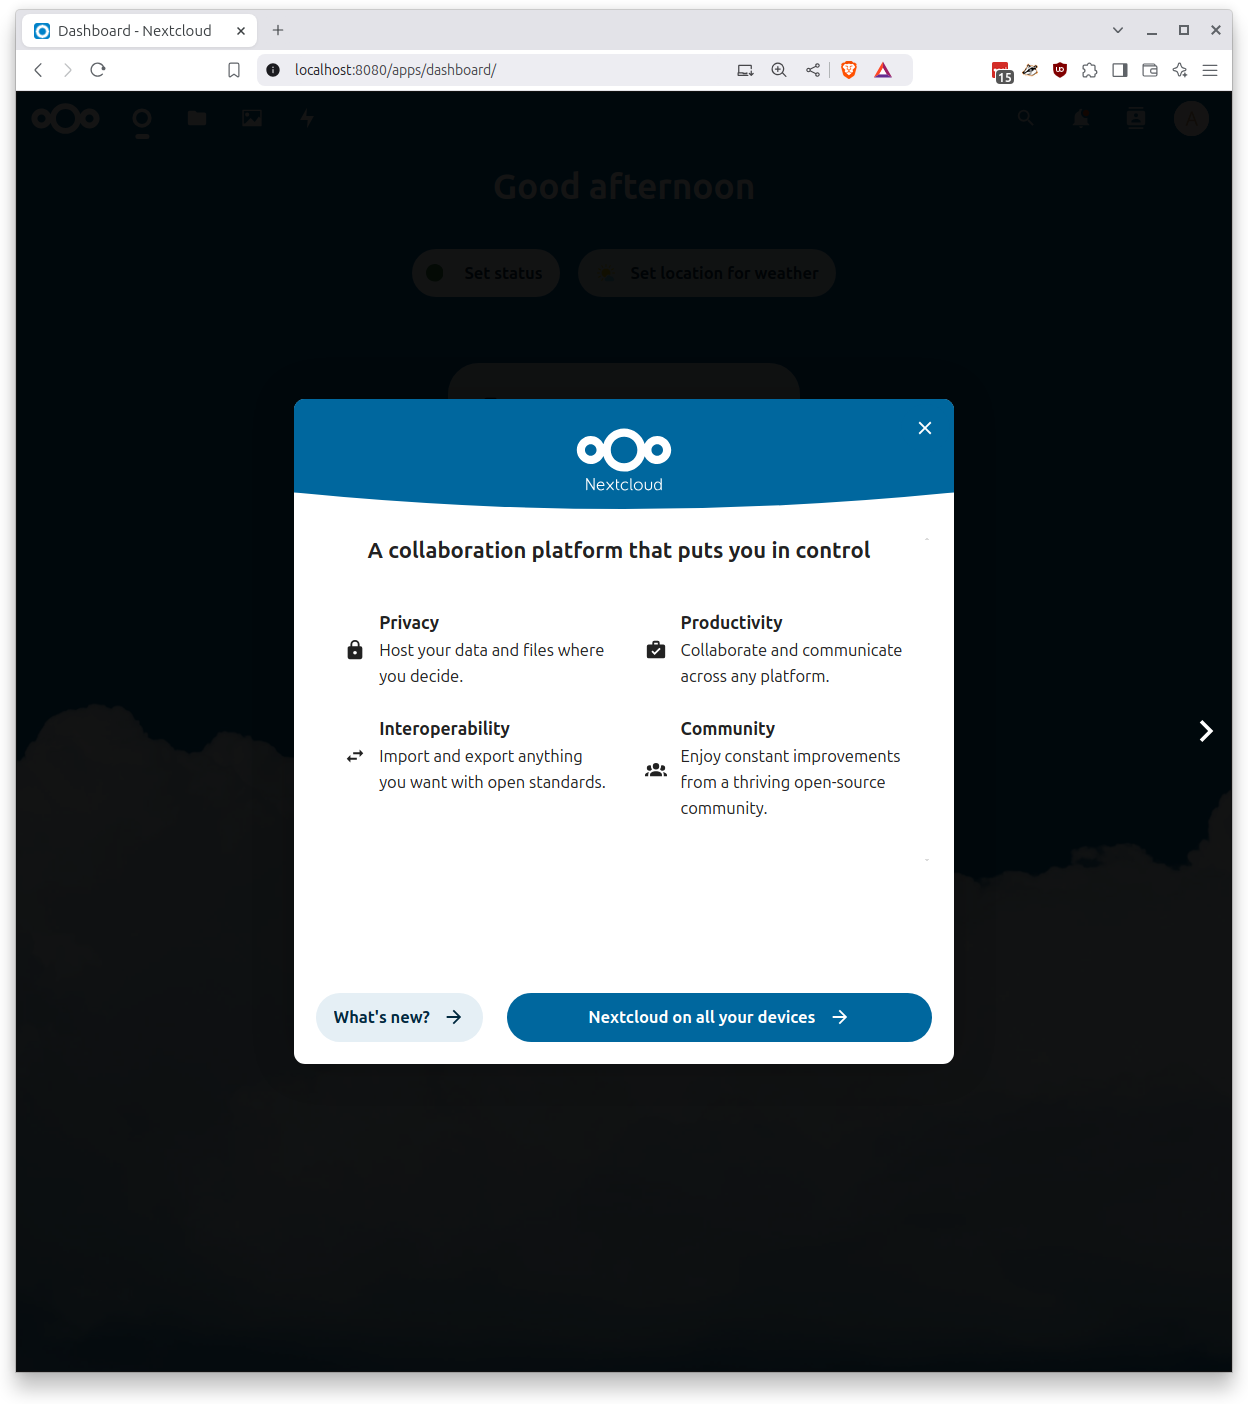 Dashboard - Nextcloud
localhost:8080/apps/dashboard/
15
A
Good afternoon
Set status
Set location for weather
Nextcloud
A collaboration platform that puts you in control
Privacy
Host your data and files where
you decide.
Productivity
Collaborate and communicate
across any platform.
Interoperability
Import and export anything
you want with open standards.
Community
Enjoy constant improvements
from a thriving open-source
community.
What's new?
Nextcloud on all your devices